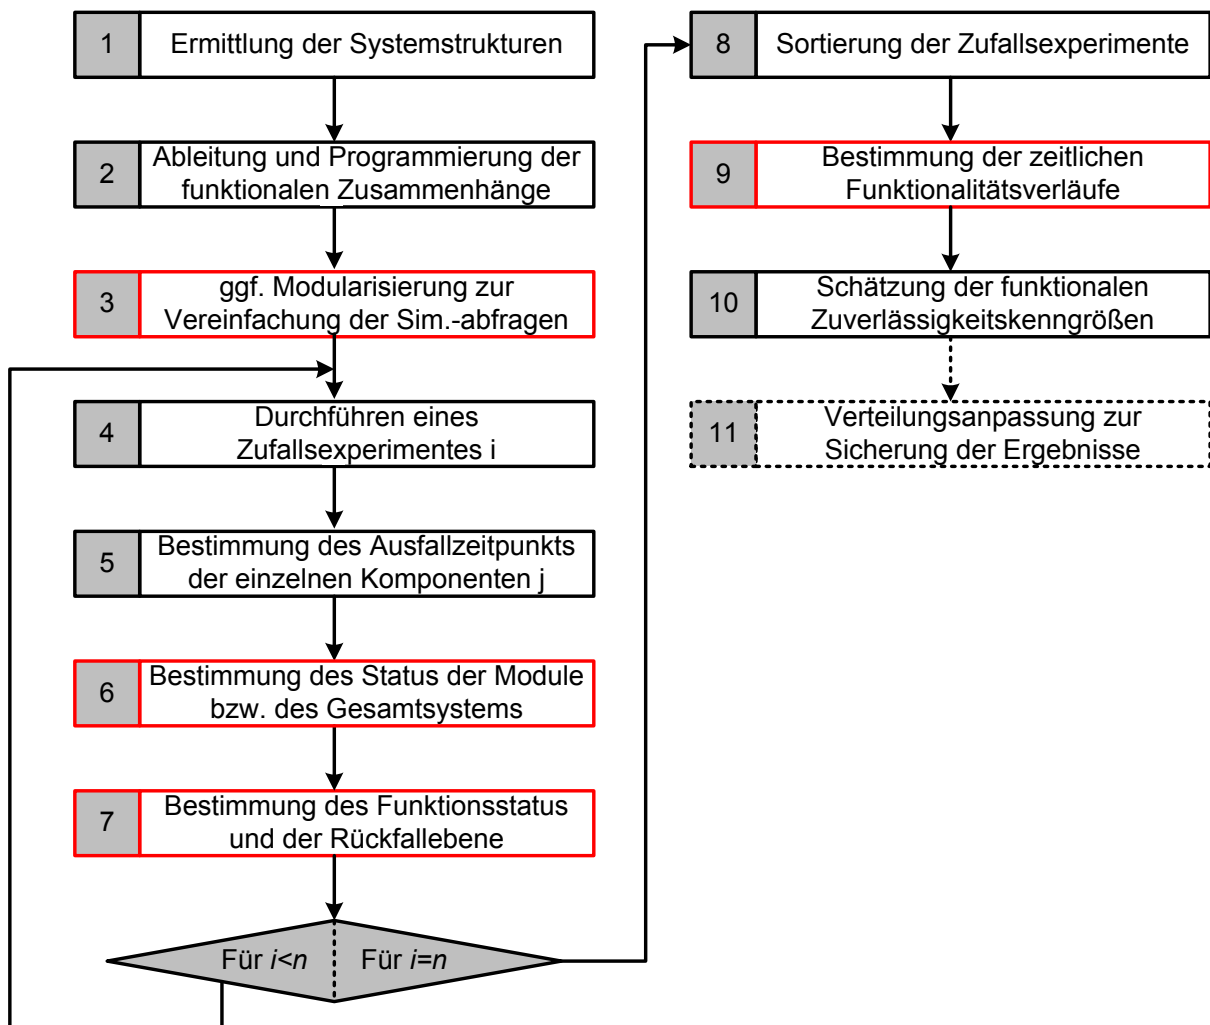 1
Ermittlung der Systemstrukturen
2
Ableitung und Programmierung der
funktionalen Zusammenhänge
3
ggf. Modularisierung zur
Vereinfachung der Sim.-abfragen
4
Durchführen eines
Zufallsexperimentes i
5
Bestimmung des Ausfallzeitpunkts
der einzelnen Komponenten j
6
Bestimmung des Status der Module
bzw. des Gesamtsystems
7
Bestimmung des Funktionsstatus
und der Rückfallebene
Für i<n
Für i=n
8
Sortierung der Zufallsexperimente
9
Bestimmung der zeitlichen
Funktionalitätsverläufe
10
Schätzung der funktionalen
Zuverlässigkeitskenngrößen
11
Verteilungsanpassung zur
Sicherung der Ergebnisse